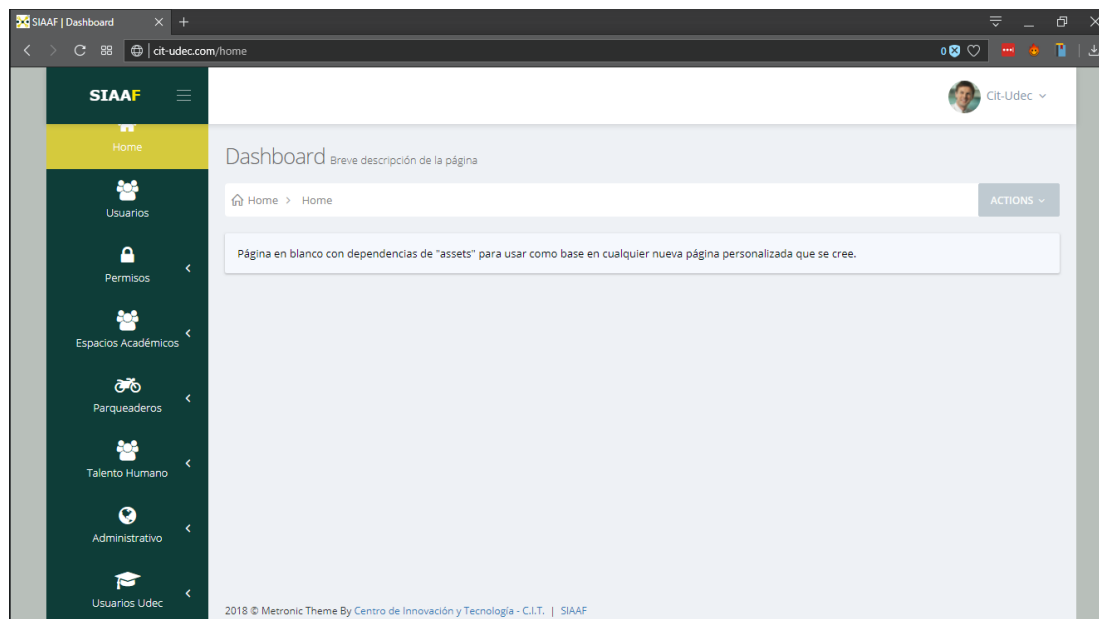 SIAAF | Dashboard
cit-udec.com/home
0
SIAAF
Cit-Udec
Home
Dashboard Breve descripción de la página
Usuarios
Home > Home
ACTIONS
Página en blanco con dependencias de "assets" para usar como base en cualquier nueva página personalizada que se cree.
Permisos
Espacios Académicos
Parqueaderos
Talento Humano
Administrativo
Usuarios Udec
2018 © Metronic Theme By Centro de Innovación y Tecnología - C.I.T. | SIAAF